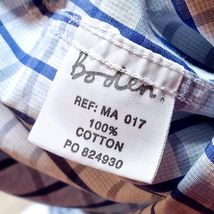 Boden.
REF: MA 017
100%
COTTON
PO 824930